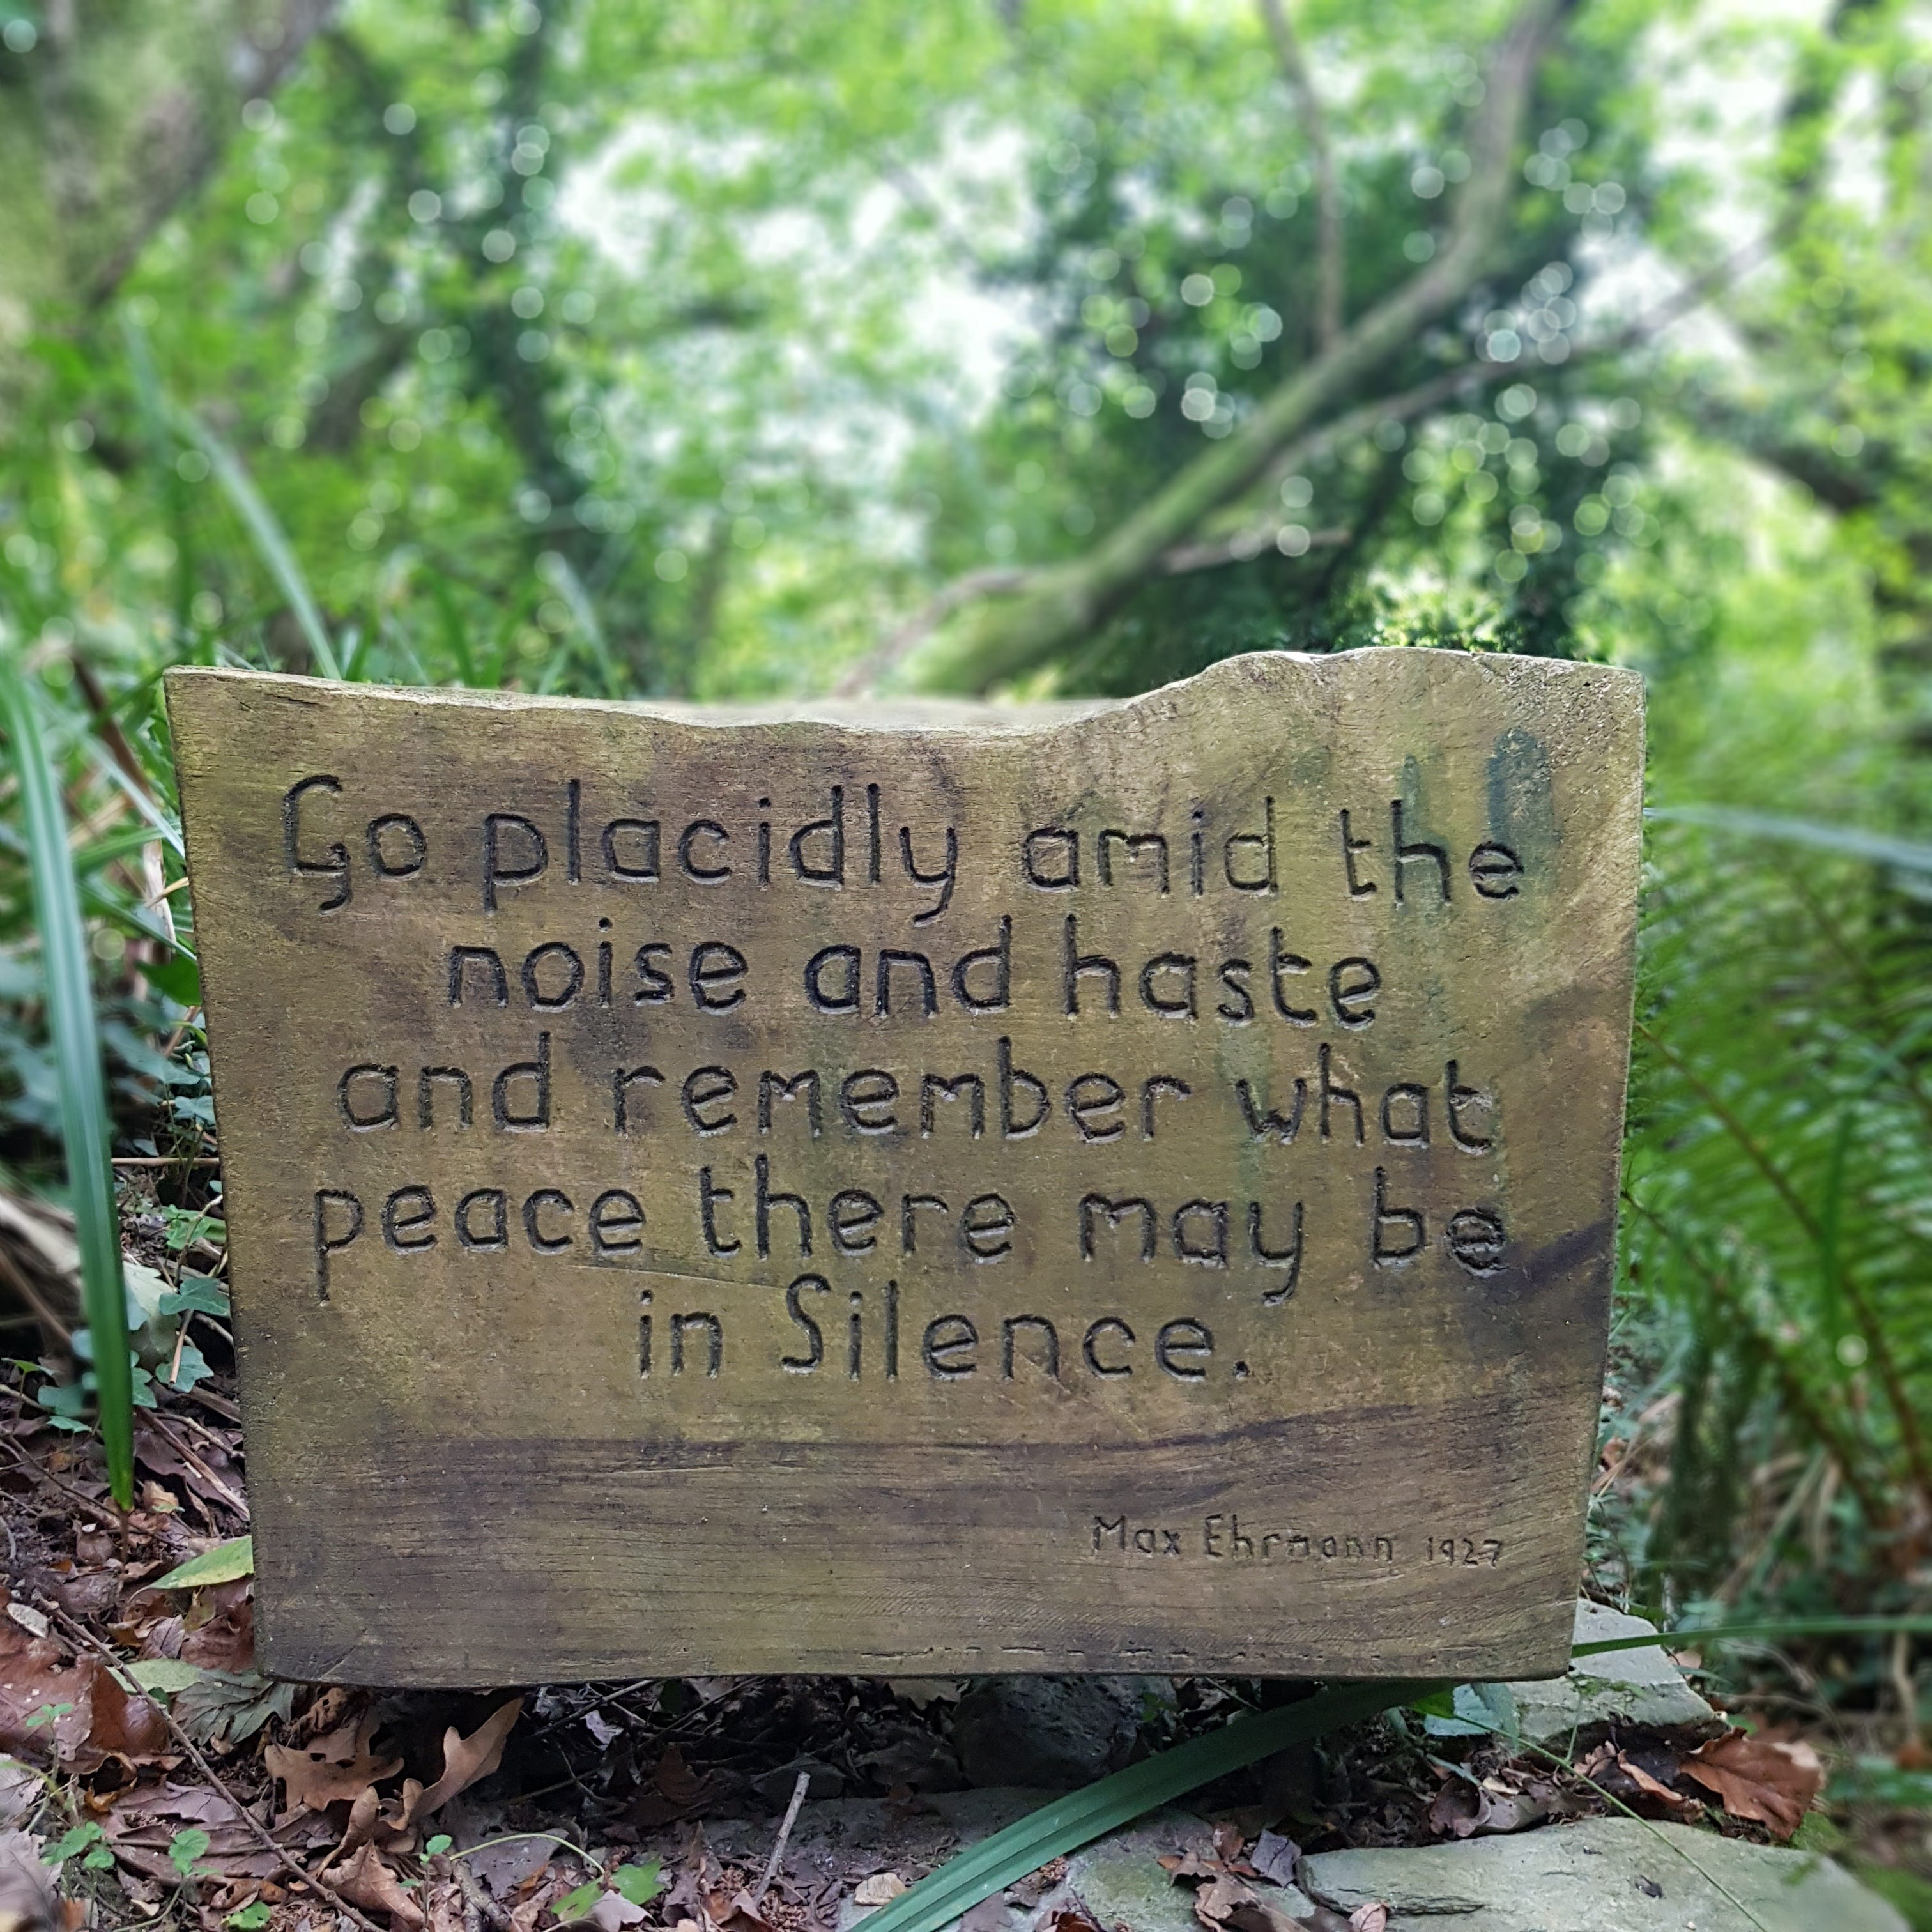 Go placidly amid the
noise and haste
and remember what
peace there may be
in Silence.
Max Ehrmann 1927